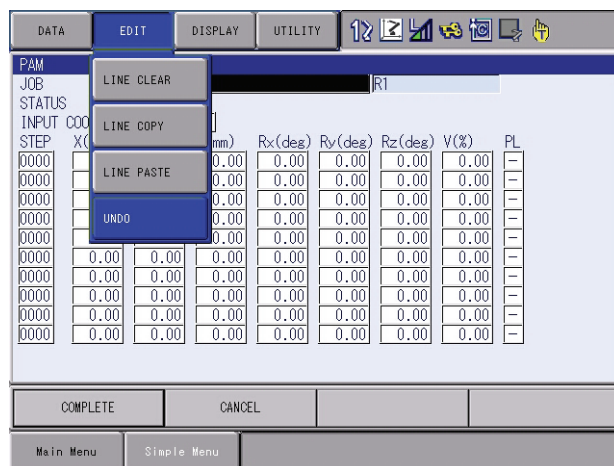 DATA EDIT DISPLAY UTILITY
PAM
LINE CLEAR
LINE COPY
LINE PASTE
UNDO
JOB R1
STATUS
INPUT COO
STEP X( mm) Rx(deg) Ry(deg) Rz(deg) V(%) PL
0000 0.00 0.00 0.00 0.00 0.00 –
0000 0.00 0.00 0.00 0.00 0.00 –
0000 0.00 0.00 0.00 0.00 0.00 –
0000 0.00 0.00 0.00 0.00 0.00 –
0000 0.00 0.00 0.00 0.00 0.00 –
0000 0.00 0.00 0.00 0.00 0.00 0.00 0.00 –
0000 0.00 0.00 0.00 0.00 0.00 0.00 0.00 –
0000 0.00 0.00 0.00 0.00 0.00 0.00 0.00 –
0000 0.00 0.00 0.00 0.00 0.00 0.00 0.00 –
0000 0.00 0.00 0.00 0.00 0.00 0.00 0.00 –
COMPLETE CANCEL
Main Menu Simple Menu